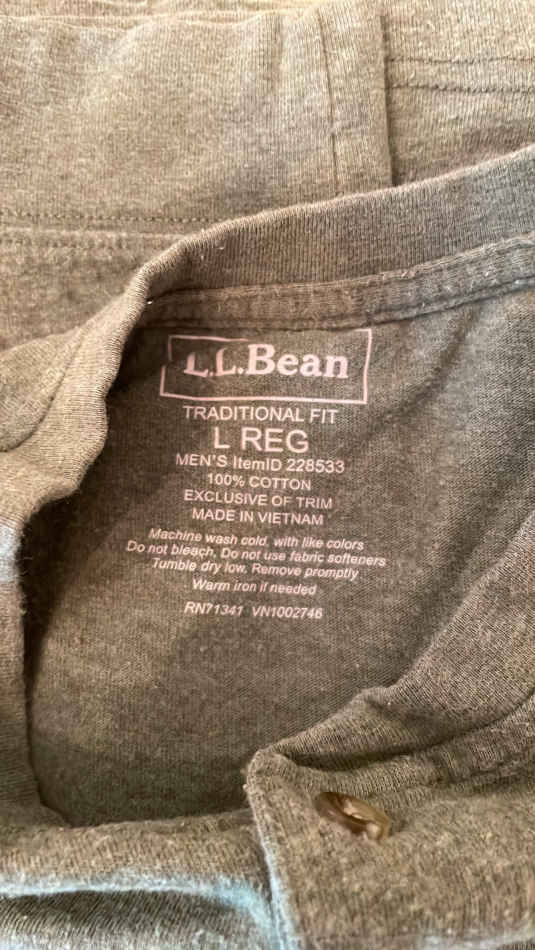 L.L.Bean
TRADITIONAL FIT
L REG
MEN'S ItemID 228533
100% COTTON
EXCLUSIVE OF TRIM
MADE IN VIETNAM
Machine wash cold, with like colors
Do not bleach, Do not use fabric softeners
Tumble dry low, Remove promptly
Warm iron if needed
RN71341 VN1002746